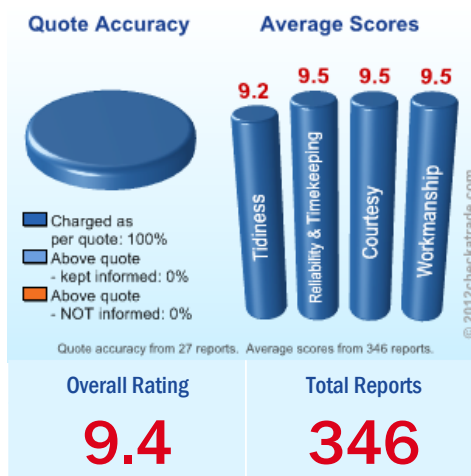 Quote Accuracy
Average Scores
9.2
9.5
9.5
9.5
Tidiness
Reliability & Timekeeping
Courtesy
Workmanship
Charged as
per quote: 100%
Above quote
- kept informed: 0%
Above quote
- NOT informed: 0%
© 2012checkatrade.com
Quote accuracy from 27 reports. Average scores from 346 reports.
Overall Rating
Total Reports
9.4
346